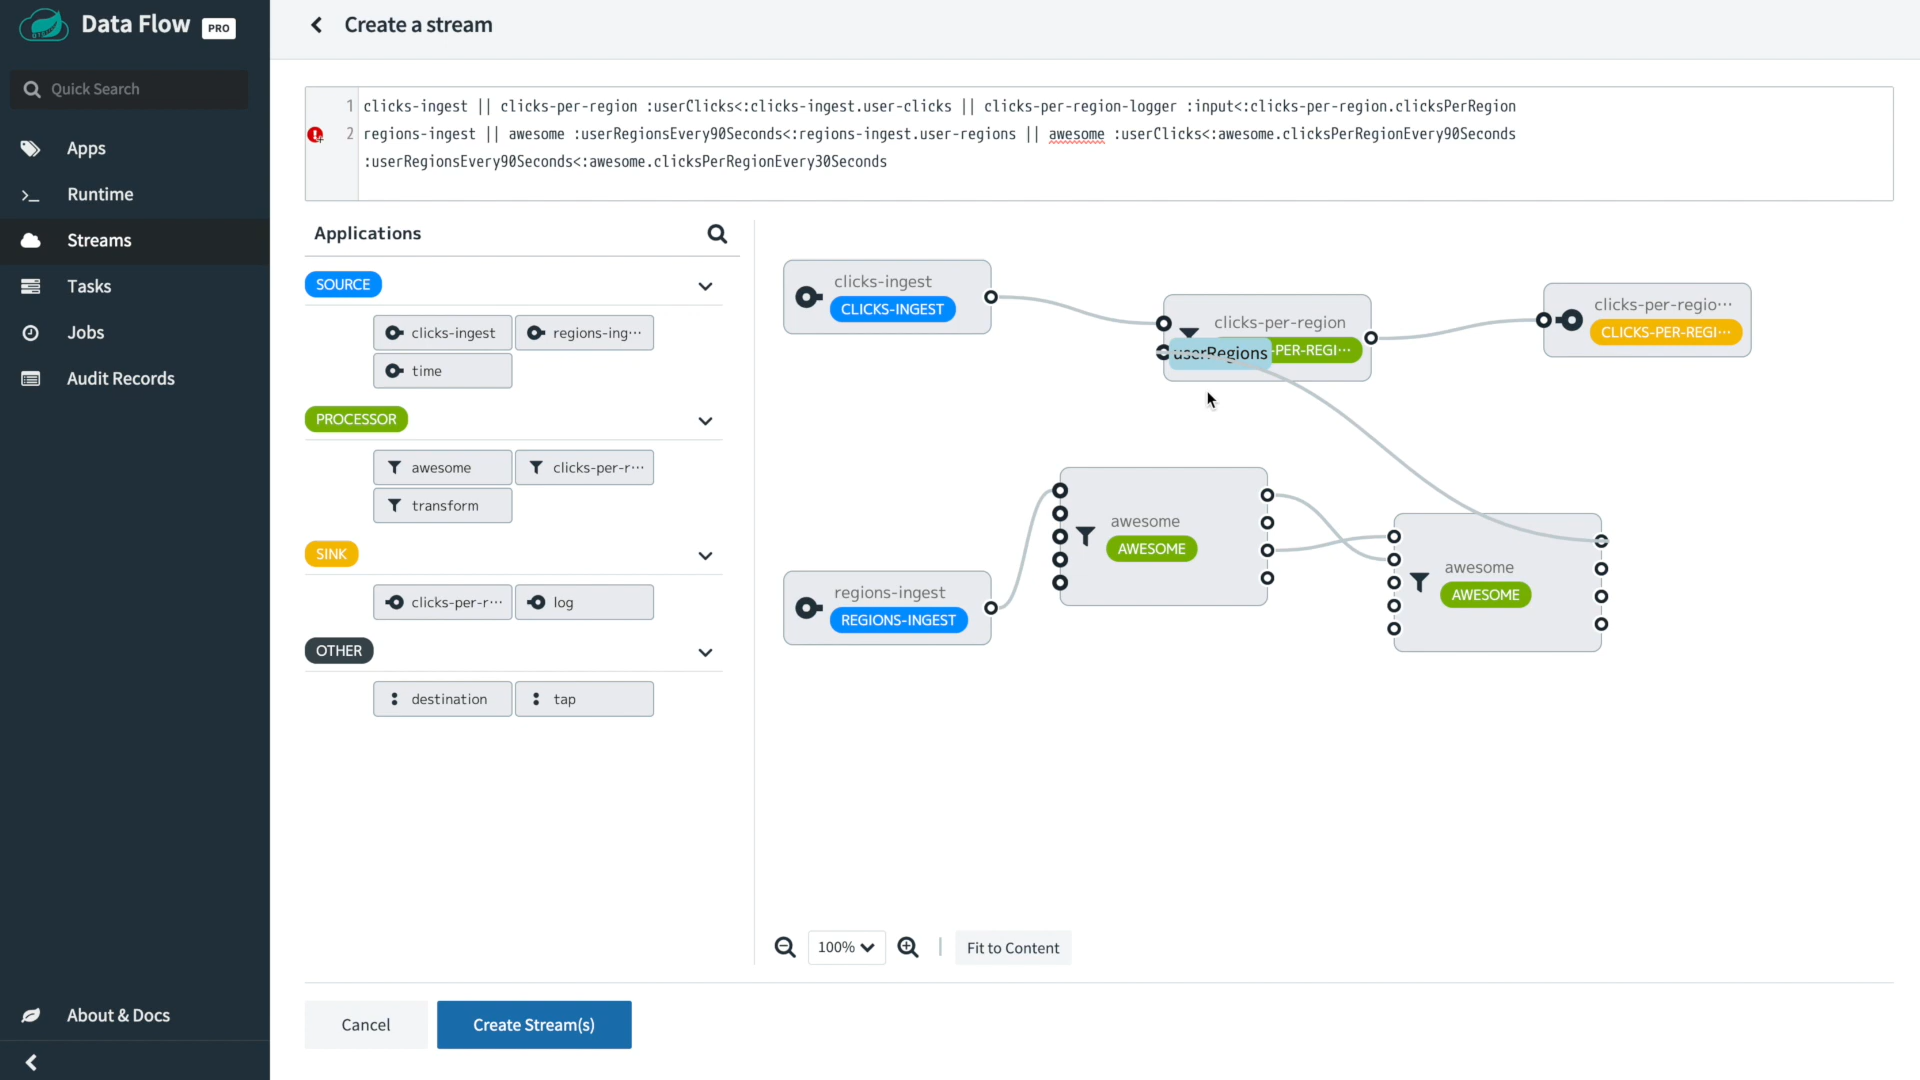 Data Flow PRO
Quick Search
Apps
Runtime
Streams
Tasks
Jobs
Audit Records
About & Docs
Create a stream
1 clicks-ingest || clicks-per-region :userClicks<:clicks-ingest.user-clicks || clicks-per-region-logger :input<:clicks-per-region.clicksPerRegion
2 regions-ingest || awesome :userRegionsEvery90Seconds<:regions-ingest.user-regions || awesome :userClicks<:awesome.clicksPerRegionEvery90Seconds
:userRegionsEvery90Seconds<:awesome.clicksPerRegionEvery30Seconds
Applications
SOURCE
clicks-ingest
regions-ing···
time
PROCESSOR
awesome
clicks-per-r···
transform
SINK
clicks-per-r···
log
OTHER
destination
tap
clicks-ingest
CLICKS-INGEST
clicks-per-region
userRegions
-PER-REGI···
clicks-per-regio···
CLICKS-PER-REGI···
awesome
AWESOME
awesome
AWESOME
regions-ingest
REGIONS-INGEST
100%
Fit to Content
Cancel
Create Stream(s)